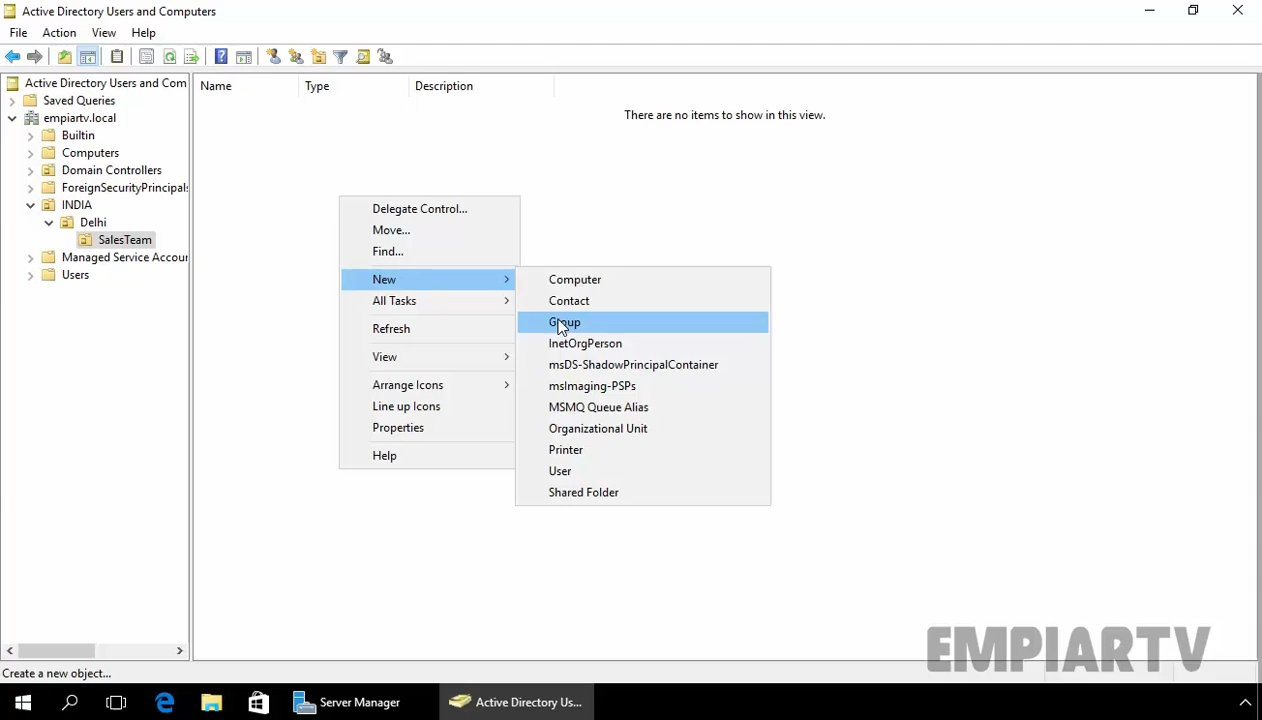 Active Directory Users and Computers
File Action View Help
Active Directory Users and Com
Saved Queries
empiartv.local
Builtin
Computers
Domain Controllers
ForeignSecurityPrincipals
INDIA
Delhi
SalesTeam
Managed Service Accour
Users
Name Type Description
There are no items to show in this view.
Delegate Control...
Move...
Find...
New
All Tasks
Refresh
View
Arrange Icons
Line up Icons
Properties
Help
Computer
Contact
Group
InetOrgPerson
msDS-ShadowPrincipalContainer
msImaging-PSPs
MSMQ Queue Alias
Organizational Unit
Printer
User
Shared Folder
EMPIARTV
Create a new object...
Server Manager
Active Directory Us...